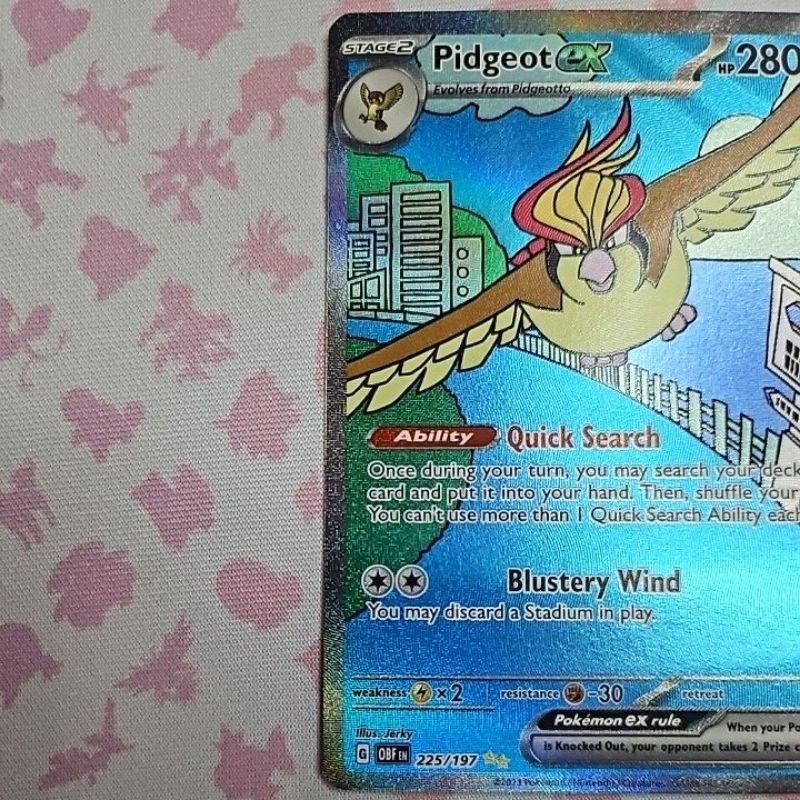 STAGE2 Pidgeot ex HP 280
Evolves from Pidgeotto
Ability Quick Search
Once during your turn, you may search your deck
card and put it into your hand. Then, shuffle your
You can't use more than 1 Quick Search Ability each
Blustery Wind
You may discard a Stadium in play.
weakness ×2 resistance -30 retreat
Pokémon ex rule When your Po
is Knocked Out, your opponent takes 2 Prize c
Illus. Jerky
G OBF EN 225/197